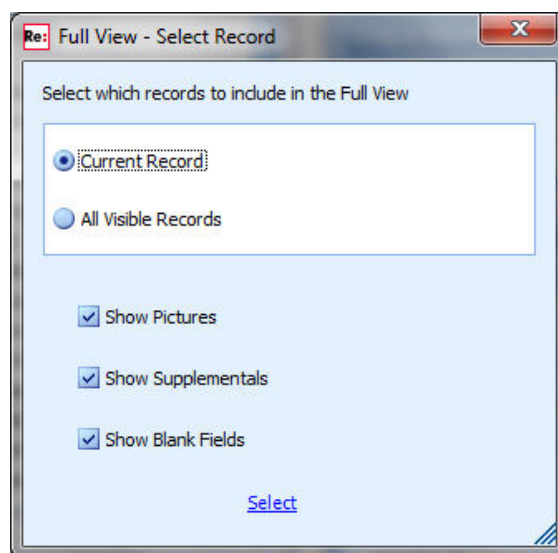 Re: Full View - Select Record
Select which records to include in the Full View
Current Record
All Visible Records
Show Pictures
Show Supplementals
Show Blank Fields
Select